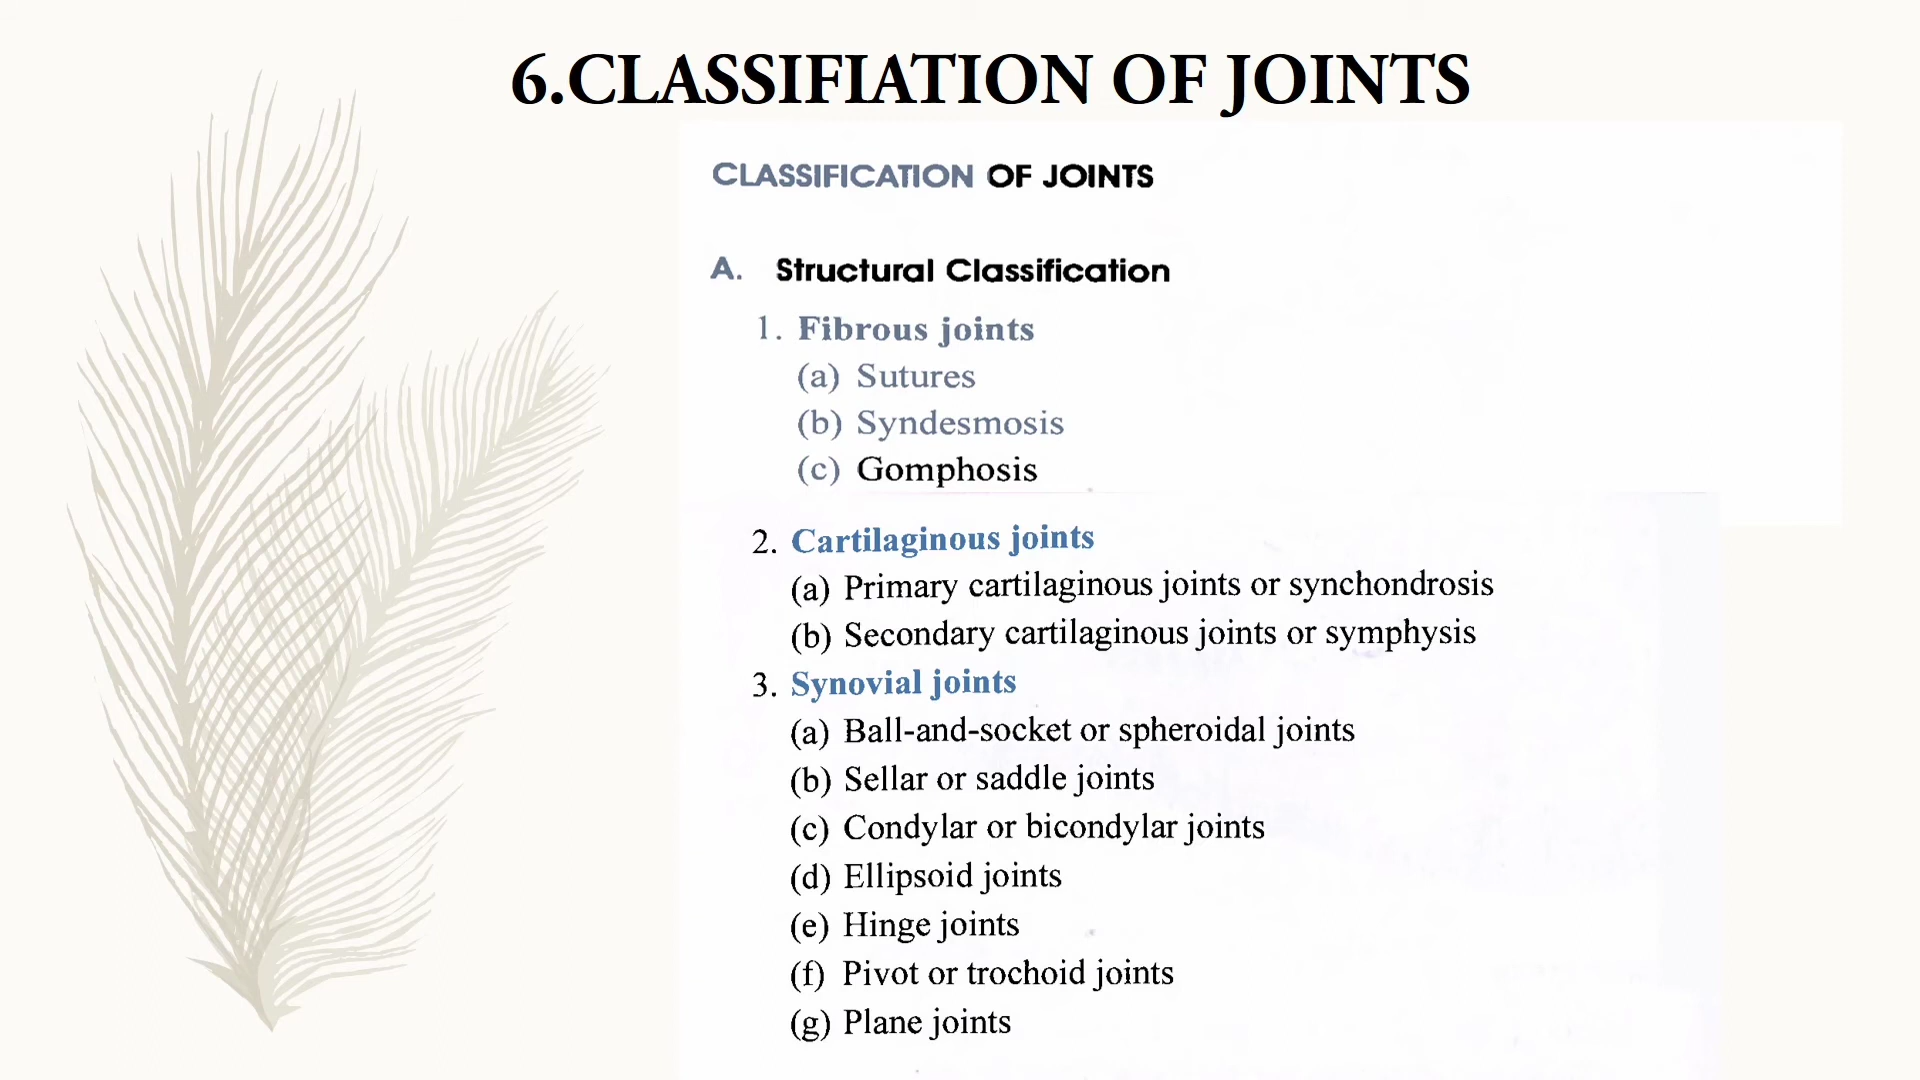 6.CLASSIFIATION OF JOINTS
CLASSIFICATION OF JOINTS
A. Structural Classification
1. Fibrous joints
(a) Sutures
(b) Syndesmosis
(c) Gomphosis
2. Cartilaginous joints
(a) Primary cartilaginous joints or synchondrosis
(b) Secondary cartilaginous joints or symphysis
3. Synovial joints
(a) Ball-and-socket or spheroidal joints
(b) Sellar or saddle joints
(c) Condylar or bicondylar joints
(d) Ellipsoid joints
(e) Hinge joints
(f) Pivot or trochoid joints
(g) Plane joints